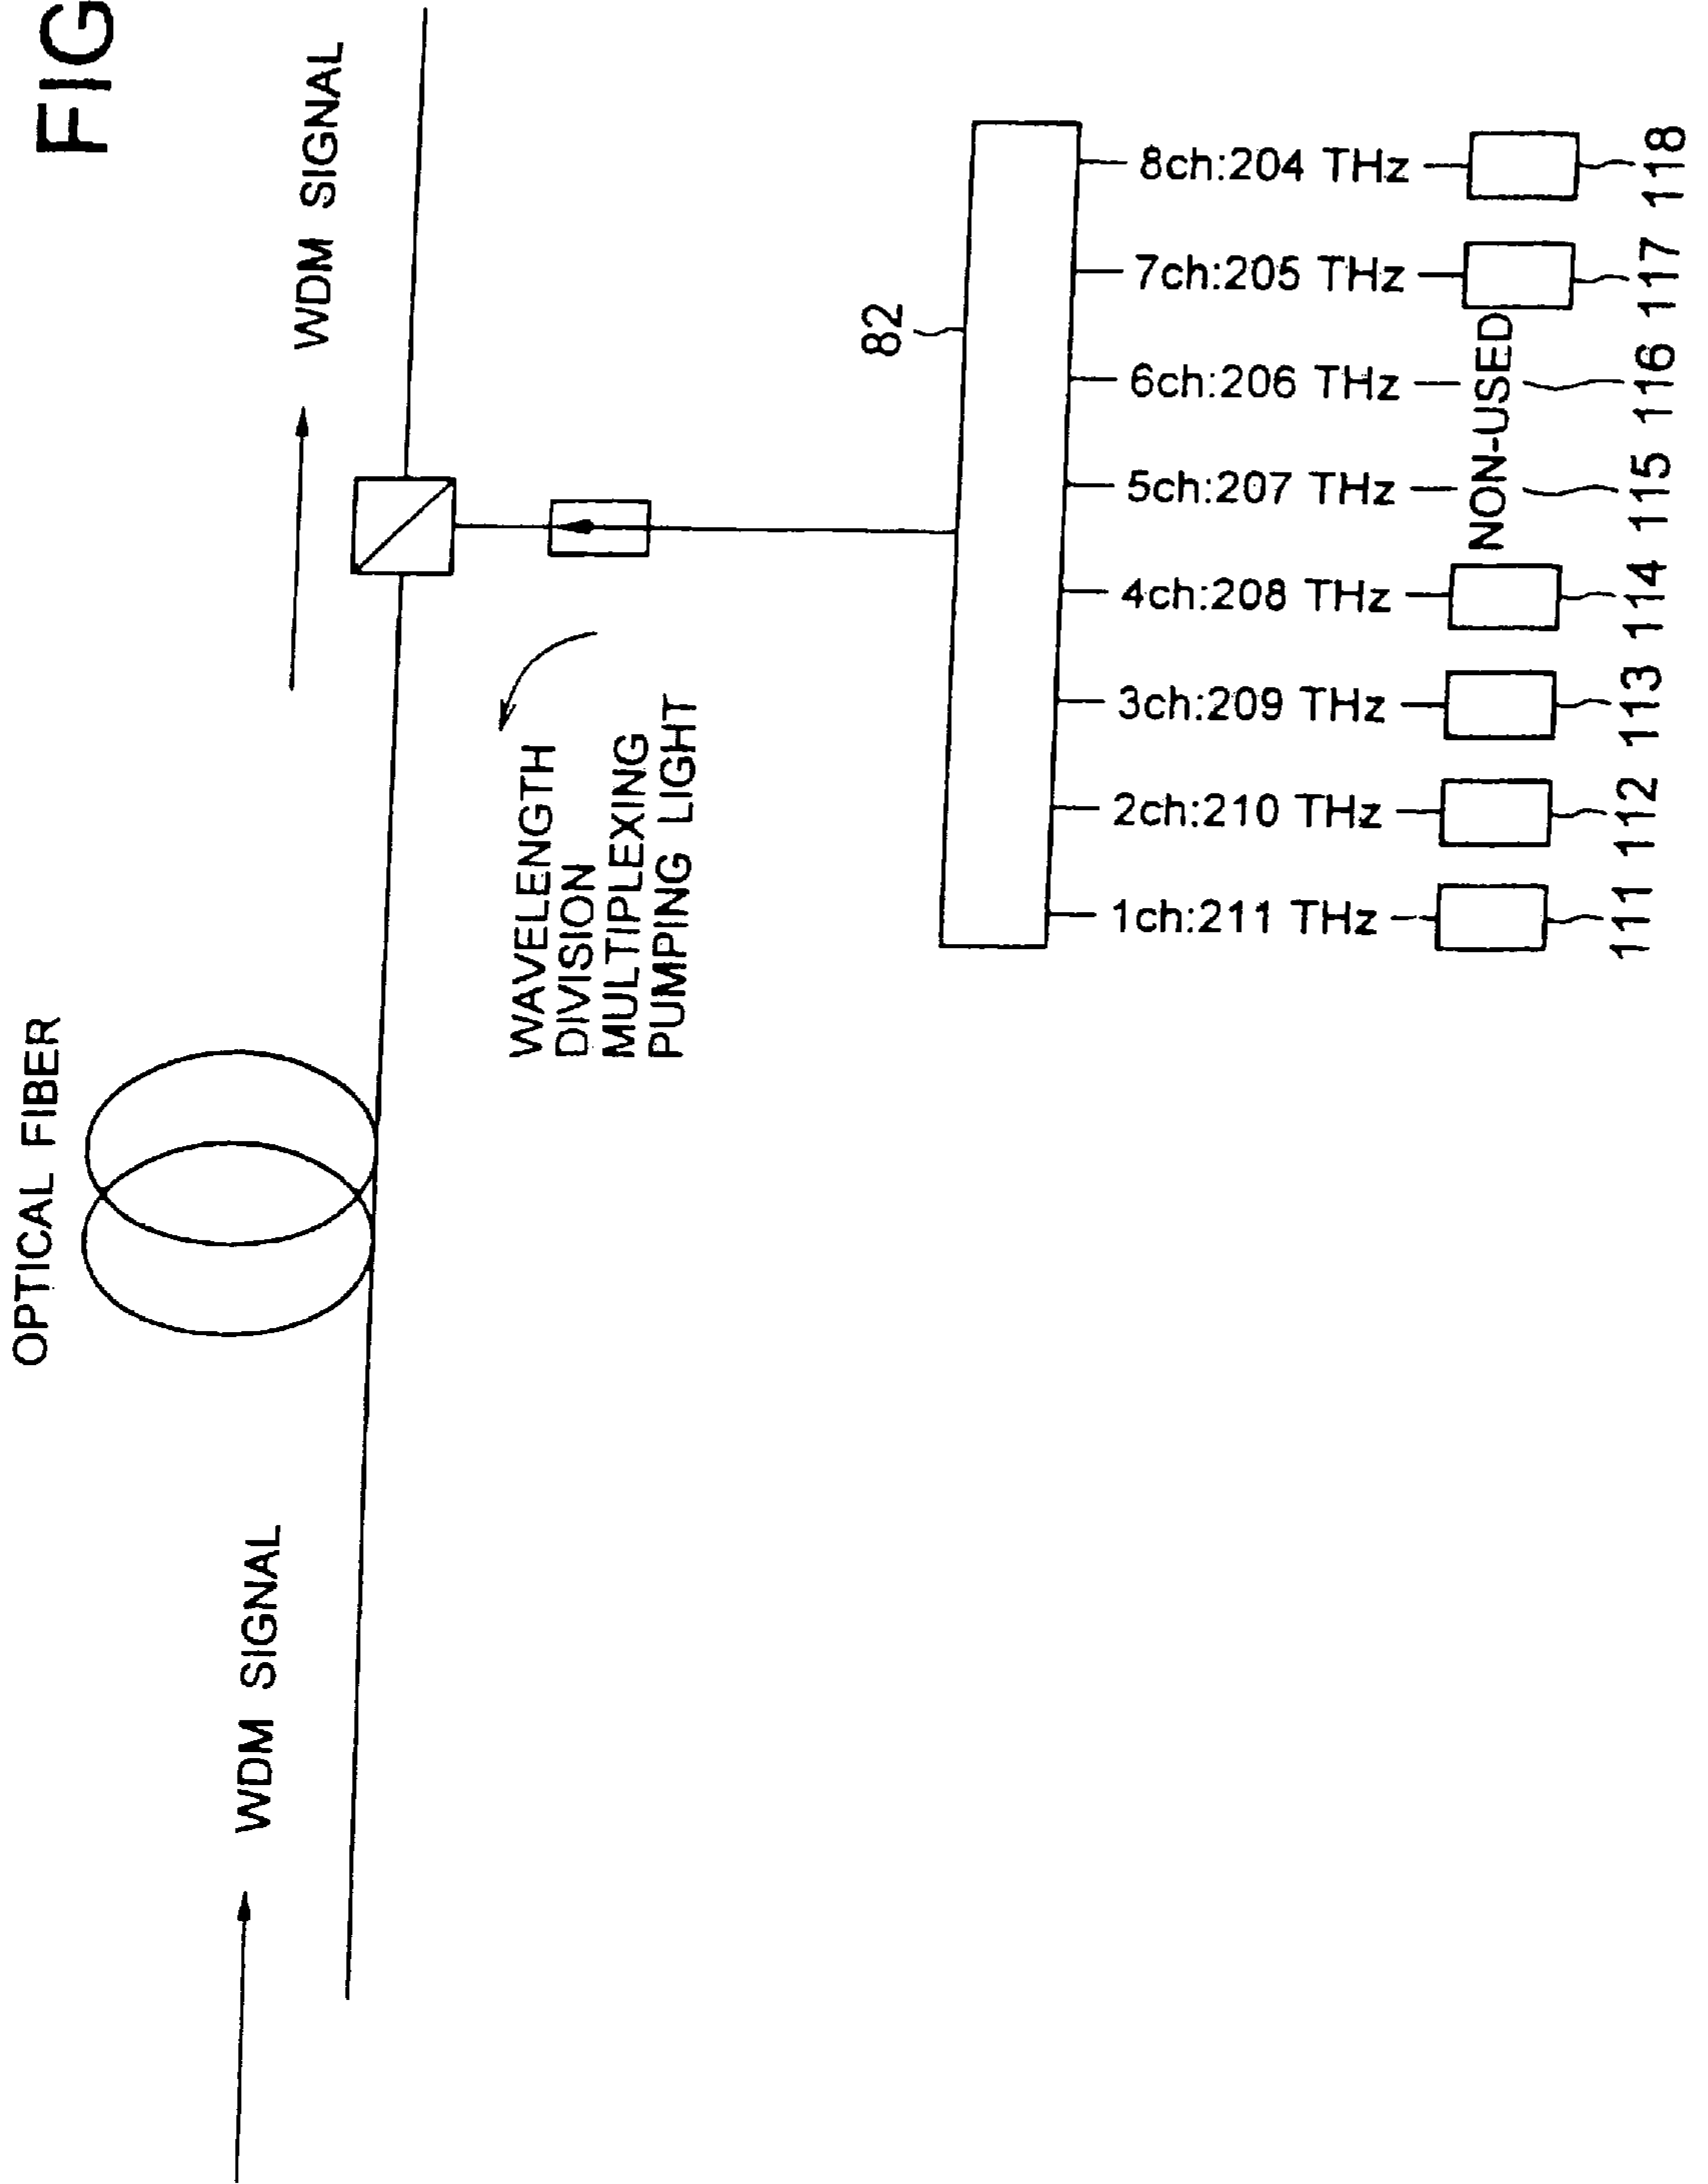 FIG
OPTICAL FIBER
WDM SIGNAL
WDM SIGNAL
WAVELENGTH
DIVISION
MULTIPLEXING
PUMPING LIGHT
82
1ch:211 THz
2ch:210 THz
3ch:209 THz
4ch:208 THz
5ch:207 THz
6ch:206 THz
7ch:205 THz
8ch:204 THz
NON-USED
111
112
113
114
115
116
117
118